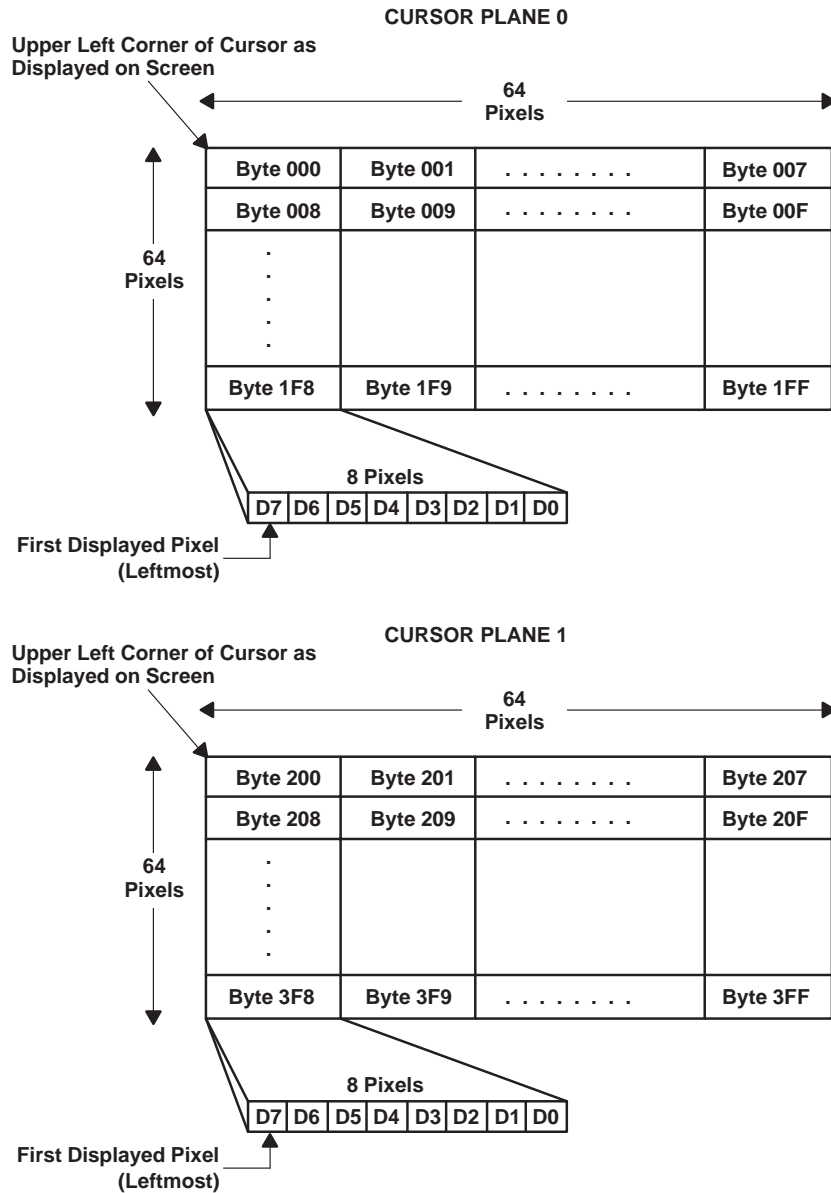 CURSOR PLANE 0
Upper Left Corner of Cursor as
Displayed on Screen
64
Pixels
Byte 000 Byte 001 . . . . . . . . Byte 007
Byte 008 Byte 009 . . . . . . . . Byte 00F
64
Pixels
.
.
.
.
.
Byte 1F8 Byte 1F9 . . . . . . . . Byte 1FF
8 Pixels
D7 D6 D5 D4 D3 D2 D1 D0
First Displayed Pixel
(Leftmost)
CURSOR PLANE 1
Upper Left Corner of Cursor as
Displayed on Screen
64
Pixels
Byte 200 Byte 201 . . . . . . . . Byte 207
Byte 208 Byte 209 . . . . . . . . Byte 20F
64
Pixels
.
.
.
.
.
Byte 3F8 Byte 3F9 . . . . . . . . Byte 3FF
8 Pixels
D7 D6 D5 D4 D3 D2 D1 D0
First Displayed Pixel
(Leftmost)